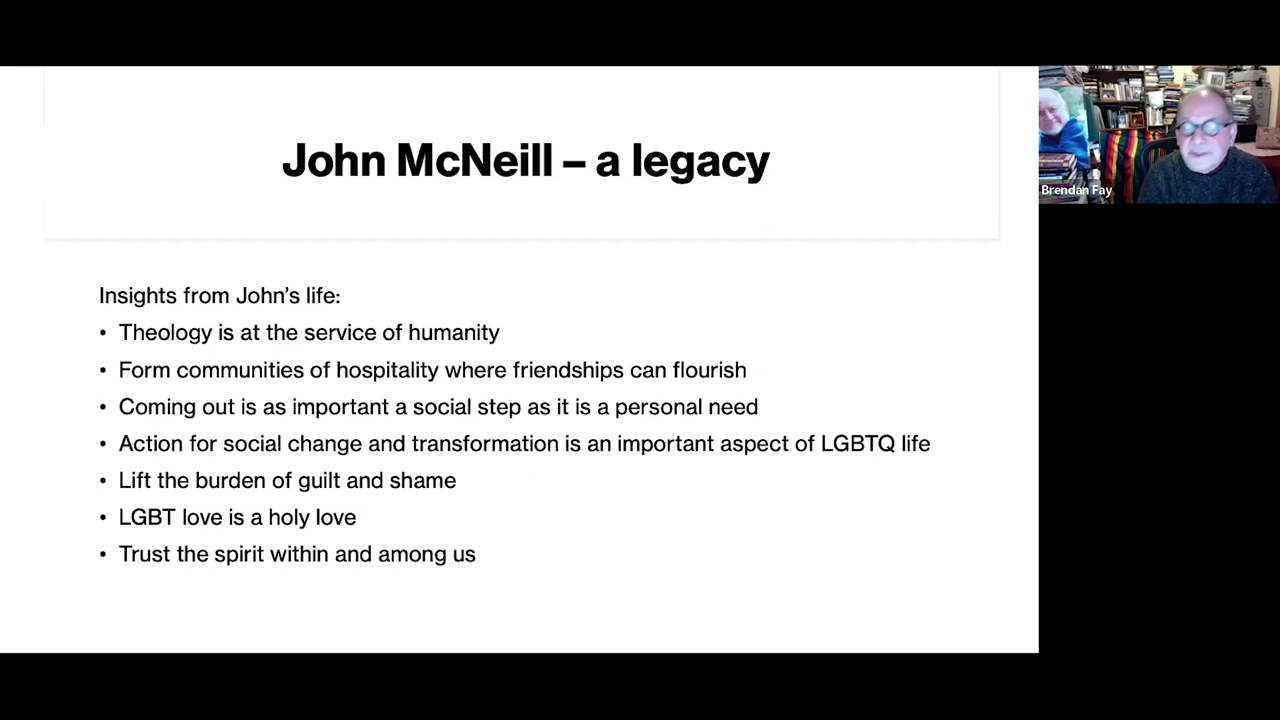 John McNeill – a legacy
Insights from John’s life:
• Theology is at the service of humanity
• Form communities of hospitality where friendships can flourish
• Coming out is as important a social step as it is a personal need
• Action for social change and transformation is an important aspect of LGBTQ life
• Lift the burden of guilt and shame
• LGBT love is a holy love
• Trust the spirit within and among us
Brendan Fay